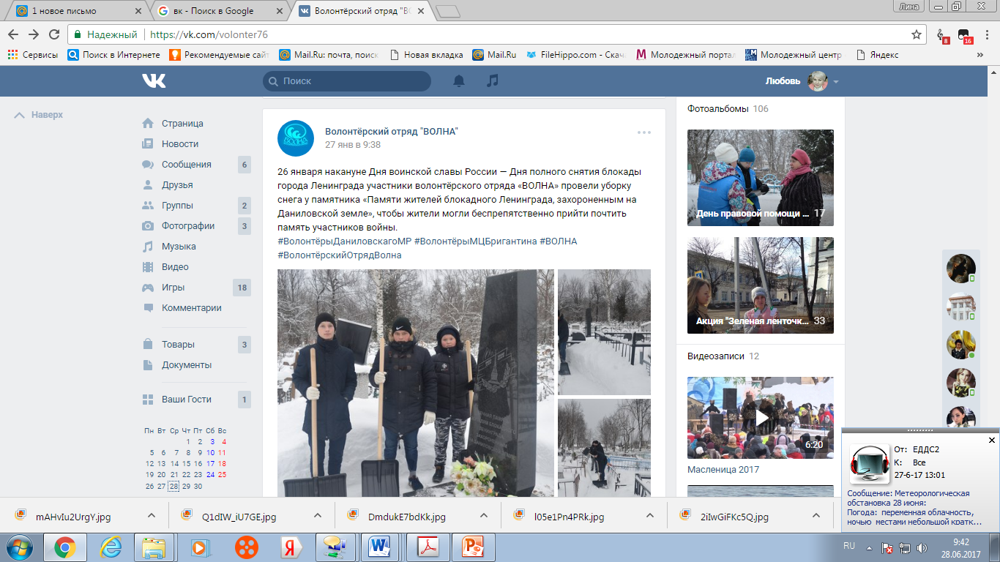 1 новое письмо
вк - Поиск в Google
Волонтёрский отряд "ВО
Лина
Надежный
https://vk.com/volonter76
8
16
Сервисы
Поиск в Интернете
Рекомендуемые сай
Mail.Ru: почта, поиск
Новая вкладка
Mail.Ru
FileHippo.com - Скач
Молодежный портал
Молодежный центр
Яндекс
Поиск
Любовь
Наверх
Страница
Новости
Сообщения 6
Друзья
Группы 2
Фотографии 3
Музыка
Видео
Игры 18
Комментарии
Товары 3
Документы
Ваши Гости 1
Пн Вт Ср Чт Пт Сб Вс
1 2 3 4
5 6 7 8 9 10 11
12 13 14 15 16 17 18
19 20 21 22 23 24 25
26 27 28 29 30
ВОЛНА
Волонтёрский отряд "ВОЛНА"
27 янв в 9:38
26 января накануне Дня воинской славы России — Дня полного снятия блокады
города Ленинграда участники волонтёрского отряда «ВОЛНА» провели уборку
снега у памятника «Памяти жителей блокадного Ленинграда, захороненным на
Даниловской земле», чтобы жители могли беспрепятственно прийти почтить
память участников войны.
#ВолонтёрыДаниловскагоМР #ВолонтёрыМЦБригантина #ВОЛНА
#ВолонтёрскийОтрядВолна
Фотоальбомы 106
День правовой помощи ... 17
Акция "Зеленая ленточк... 33
Видеозаписи 12
6:20
Масленица 2017
От: ЕДДС2
К: Все
27-6-17 13:01
Сообщение: Метеорологическая
обстановка 28 июня:
Погода: переменная облачность,
ночью местами небольшой кратк...
mAHvIu2UrgY.jpg
Q1dIW_iU7GE.jpg
DmdukE7bdKk.jpg
l05e1Pn4PRk.jpg
2iIwGiFKc5Q.jpg
RU
9:42
28.06.2017